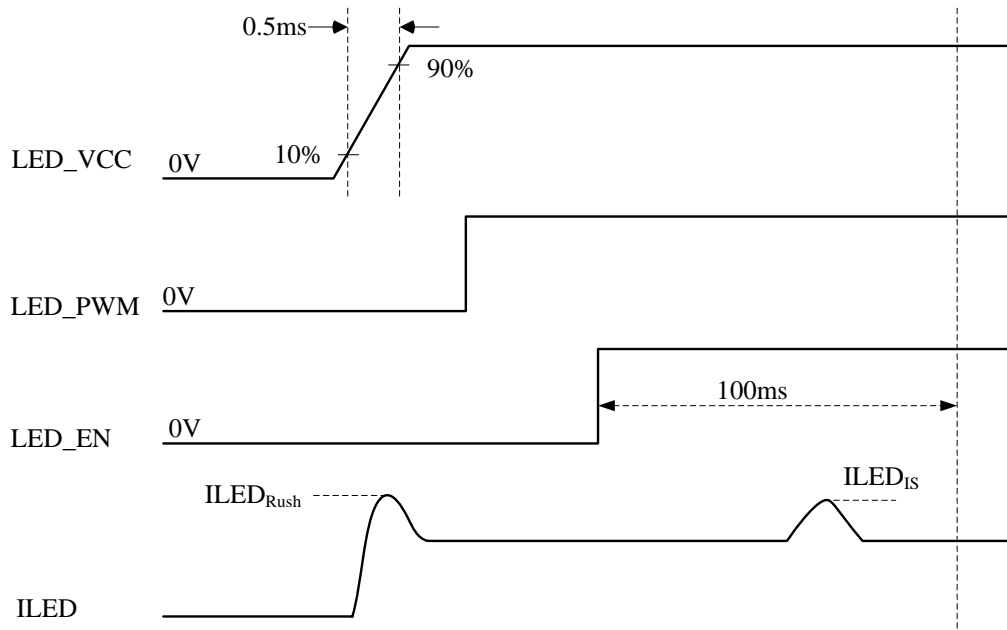 0.5ms
90%
10%
LED_VCC
0V
LED_PWM
0V
100ms
LED_EN
0V
ILEDRush
ILEDIS
ILED